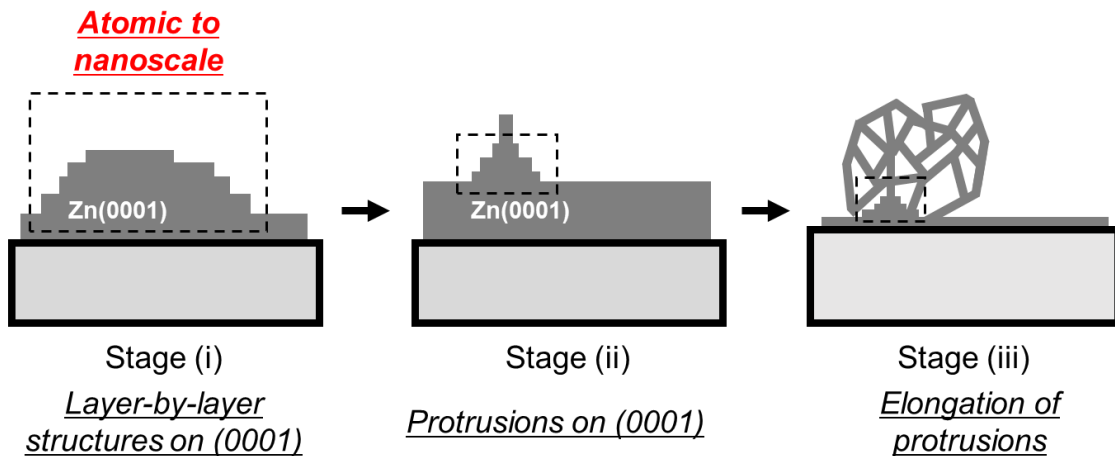 Atomic to
nanoscale
Zn(0001)
Zn(0001)
Stage (i)
Stage (ii)
Stage (iii)
Layer-by-layer
structures on (0001)
Protrusions on (0001)
Elongation of
protrusions